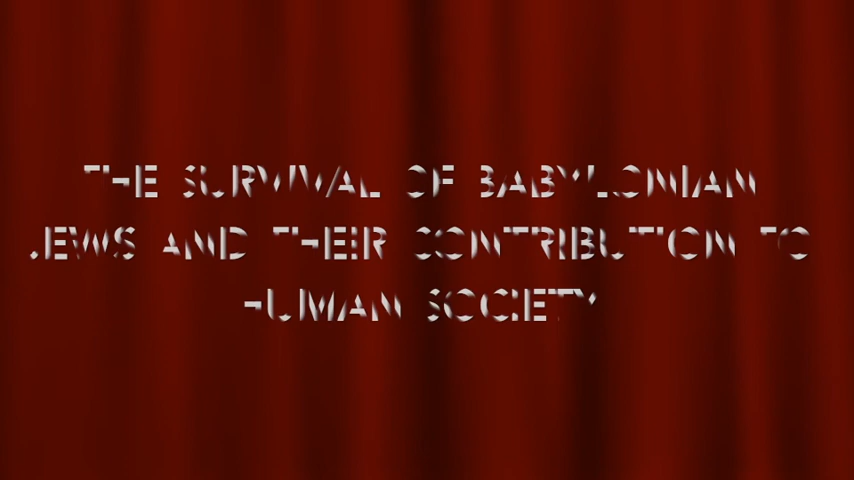 THE SURVIVAL OF BABYLONIAN
JEWS AND THEIR CONTRIBUTION TO
HUMAN SOCIETY